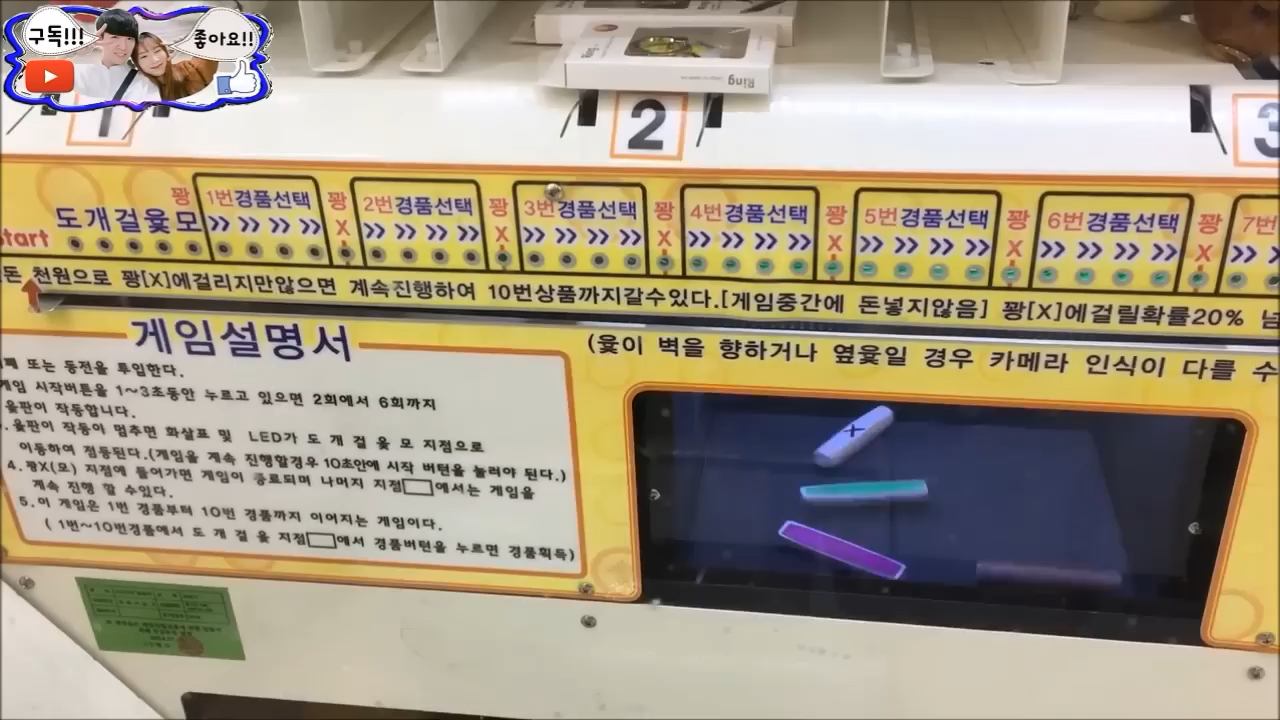 구독!!!
좋아요!!
Ring
1
2
3
start
도개걸윷모
꽝
1번경품선택
꽝
X
2번경품선택
꽝
X
3번경품선택
꽝
X
4번경품선택
꽝
X
5번경품선택
꽝
X
6번경품선택
꽝
X
7번
돈 천원으로 꽝[X]에걸리지만않으면 계속진행하여 10번상품까지갈수있다.[게임중간에 돈넣지않음] 꽝[X]에걸릴확률20%
게임설명서
(윷이 벽을 향하거나 옆윷일 경우 카메라 인식이 다를 수
또는 동전을 투입한다.
게임 시작버튼을 1~3초동안 누르고 있으면 2회에서 6회까지
윷판이 작동합니다.
윷판이 작동이 멈추면 화살표 및 LED가 도 개 걸 윷 모 지점으로
이동하여 점등된다.(게임을 계속 진행할경우 10초안에 시작 버턴을 눌러야 된다.)
4.꽝X(모) 지점에 들어가면 게임이 종료되며 나머지 지점 에서는 게임을
계속 진행 할 수있다.
5.이 게임은 1번 경품부터 10번 경품까지 이어지는 게임이다.
( 1번~10번경품에서 도 개 걸 윷 지점 에서 경품버턴을 누르면 경품획득)
X